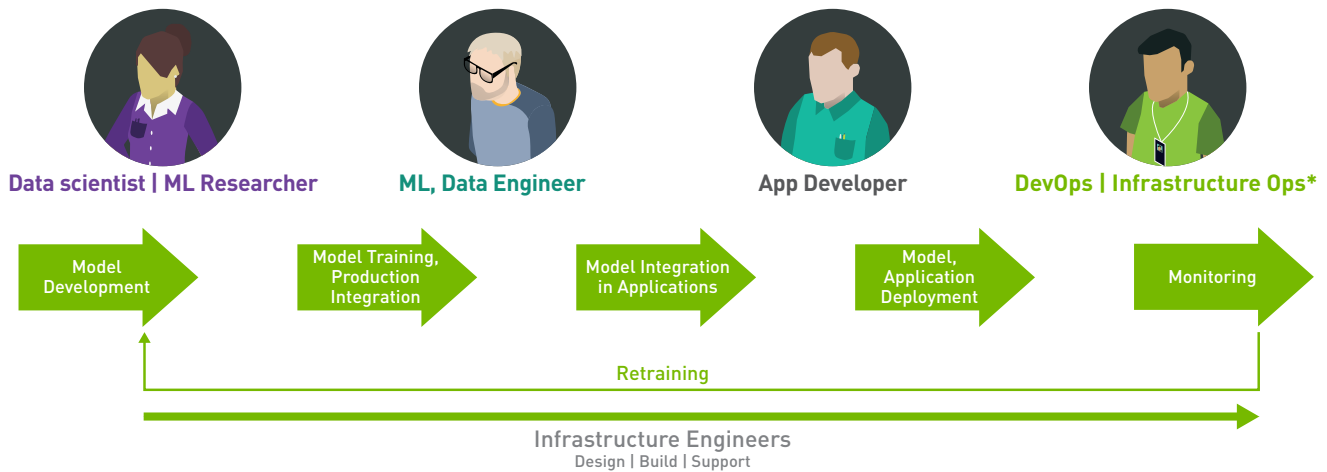 Data scientist | ML Researcher
ML, Data Engineer
App Developer
DevOps | Infrastructure Ops*
Model
Development
Model Training,
Production
Integration
Model Integration
in Applications
Model,
Application
Deployment
Monitoring
Retraining
Infrastructure Engineers
Design | Build | Support